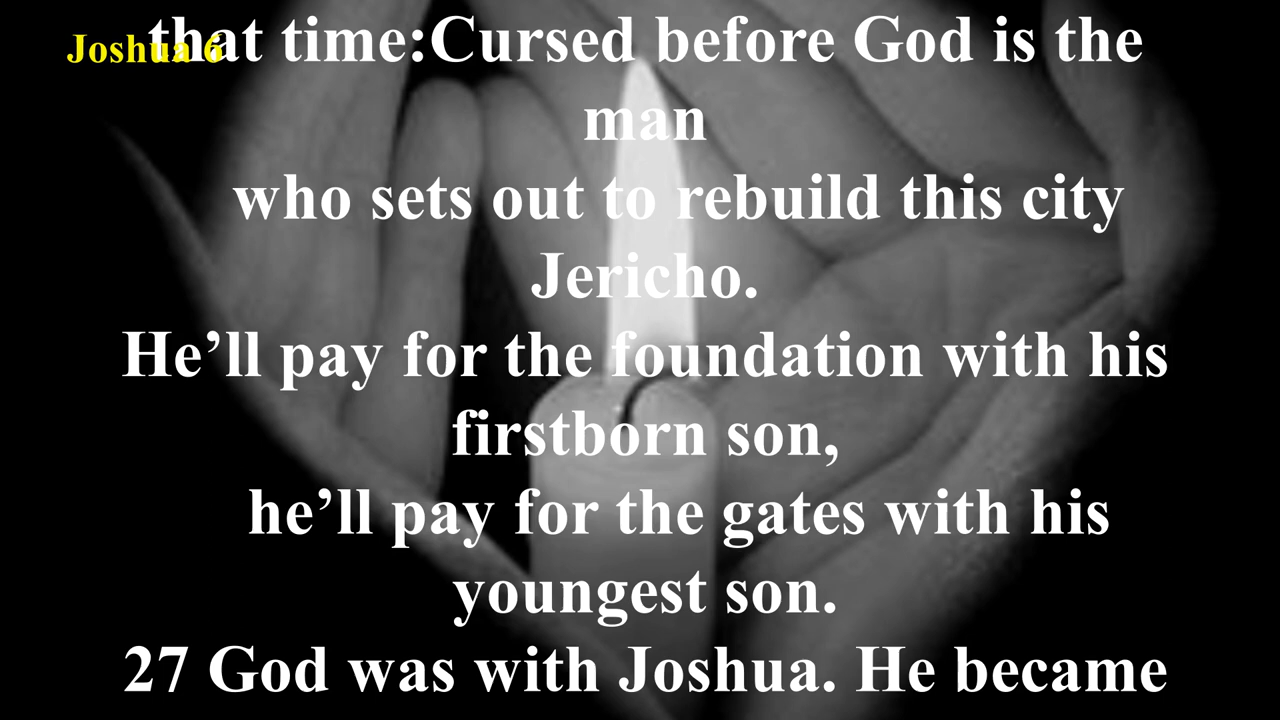 Joshua 6
that time:Cursed before God is the
man
who sets out to rebuild this city
Jericho.
He’ll pay for the foundation with his
firstborn son,
he’ll pay for the gates with his
youngest son.
27 God was with Joshua. He became